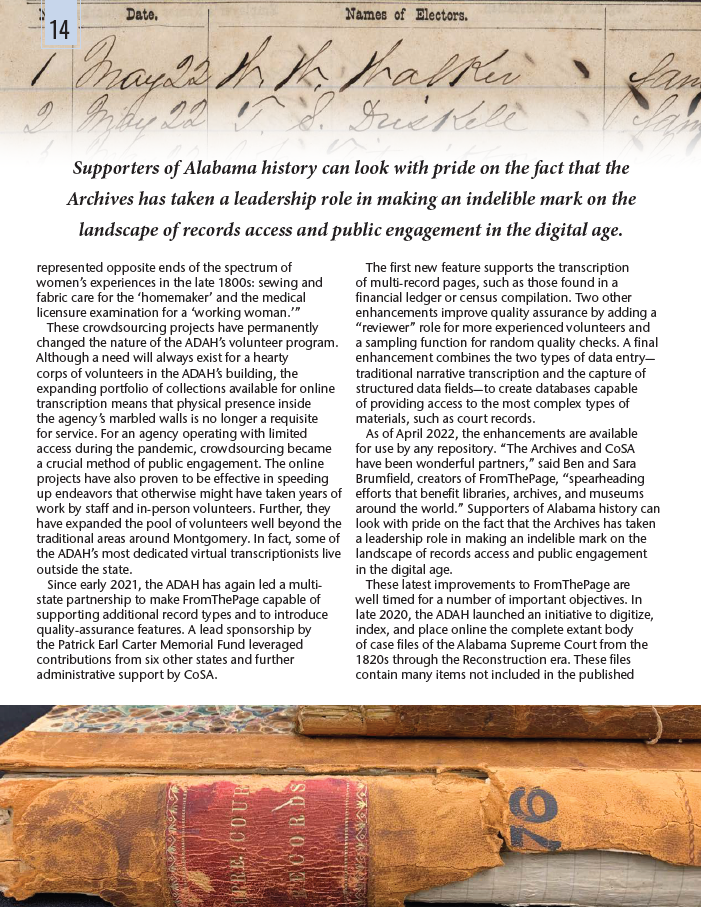 14
Date. Names of Electors.
1 May 22 W. W. Walker Sam
2 May 22 T. S. Driskell Sam
Supporters of Alabama history can look with pride on the fact that the
Archives has taken a leadership role in making an indelible mark on the
landscape of records access and public engagement in the digital age.
represented opposite ends of the spectrum of
women’s experiences in the late 1800s: sewing and
fabric care for the ‘homemaker’ and the medical
licensure examination for a ‘working woman.’”
These crowdsourcing projects have permanently
changed the nature of the ADAH’s volunteer program.
Although a need will always exist for a hearty
corps of volunteers in the ADAH’s building, the
expanding portfolio of collections available for online
transcription means that physical presence inside
the agency’s marbled walls is no longer a requisite
for service. For an agency operating with limited
access during the pandemic, crowdsourcing became
a crucial method of public engagement. The online
projects have also proven to be effective in speeding
up endeavors that otherwise might have taken years of
work by staff and in-person volunteers. Further, they
have expanded the pool of volunteers well beyond the
traditional areas around Montgomery. In fact, some of
the ADAH’s most dedicated virtual transcriptionists live
outside the state.
Since early 2021, the ADAH has again led a multi-
state partnership to make FromThePage capable of
supporting additional record types and to introduce
quality-assurance features. A lead sponsorship by
the Patrick Earl Carter Memorial Fund leveraged
contributions from six other states and further
administrative support by CoSA.
The first new feature supports the transcription
of multi-record pages, such as those found in a
financial ledger or census compilation. Two other
enhancements improve quality assurance by adding a
“reviewer” role for more experienced volunteers and
a sampling function for random quality checks. A final
enhancement combines the two types of data entry—
traditional narrative transcription and the capture of
structured data fields—to create databases capable
of providing access to the most complex types of
materials, such as court records.
As of April 2022, the enhancements are available
for use by any repository. “The Archives and CoSA
have been wonderful partners,” said Ben and Sara
Brumfield, creators of FromThePage, “spearheading
efforts that benefit libraries, archives, and museums
around the world.” Supporters of Alabama history can
look with pride on the fact that the Archives has taken
a leadership role in making an indelible mark on the
landscape of records access and public engagement
in the digital age.
These latest improvements to FromThePage are
well timed for a number of important objectives. In
late 2020, the ADAH launched an initiative to digitize,
index, and place online the complete extant body
of case files of the Alabama Supreme Court from the
1820s through the Reconstruction era. These files
contain many items not included in the published
PRE. COUR
RECORDS
76